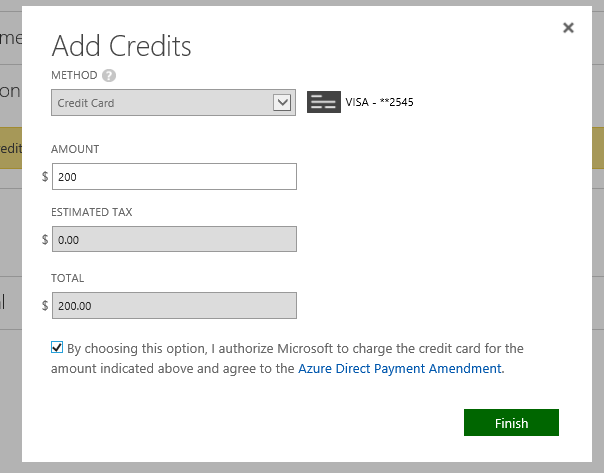 Add Credits
METHOD ?
Credit Card
VISA - **2545
AMOUNT
$ 200
ESTIMATED TAX
$ 0.00
TOTAL
$ 200.00
By choosing this option, I authorize Microsoft to charge the credit card for the
amount indicated above and agree to the Azure Direct Payment Amendment.
Finish